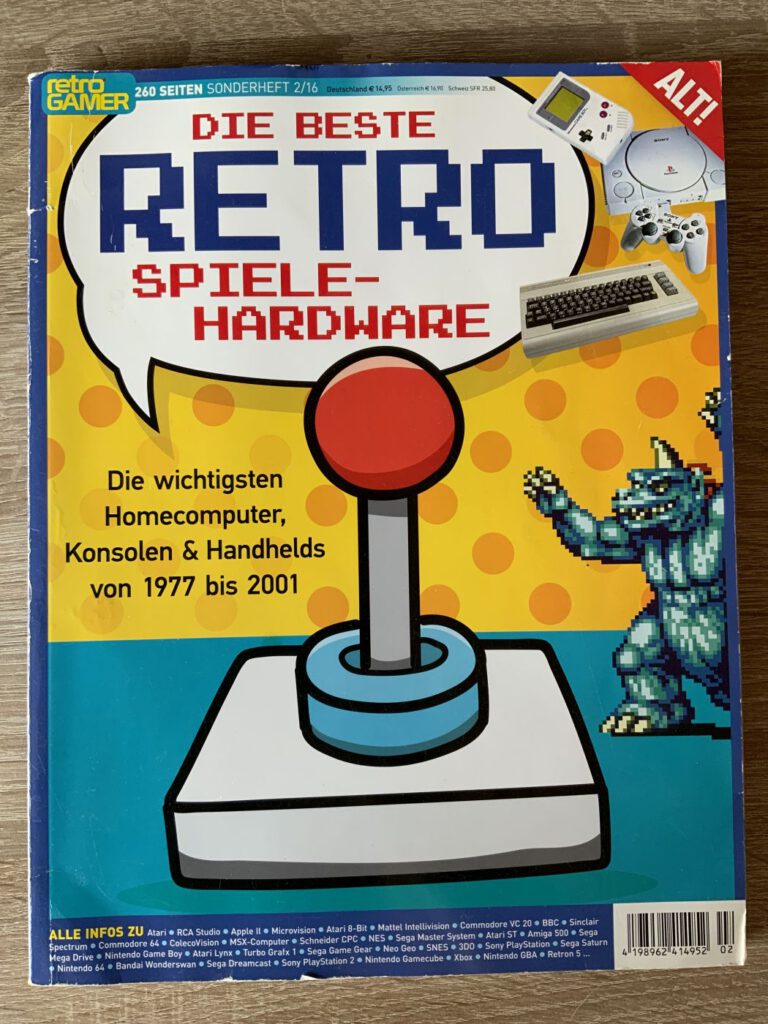 retro GAMER
260 SEITEN SONDERHEFT 2/16 Deutschland € 14,95 Österreich € 16,90 Schweiz SFR 25,80
ALT!
DIE BESTE
RETRO
SPIELE-
HARDWARE
SONY
Die wichtigsten
Homecomputer,
Konsolen & Handhelds
von 1977 bis 2001
ALLE INFOS ZU Atari • RCA Studio • Apple II • Microvision • Atari 8-Bit • Mattel Intellivision • Commodore VC 20 • BBC • Sinclair
Spectrum • Commodore 64 • ColecoVision • MSX-Computer • Schneider CPC • NES • Sega Master System • Atari ST • Amiga 500 • Sega
Mega Drive • Nintendo Game Boy • Atari Lynx • Turbo Grafx 1 • Sega Game Gear • Neo Geo • SNES • 3DO • Sony PlayStation • Sega Saturn
• Nintendo 64 • Bandai Wonderswan • Sega Dreamcast • Sony PlayStation 2 • Nintendo Gamecube • Xbox • Nintendo GBA • Retron 5 ...
4 198962 414952 02